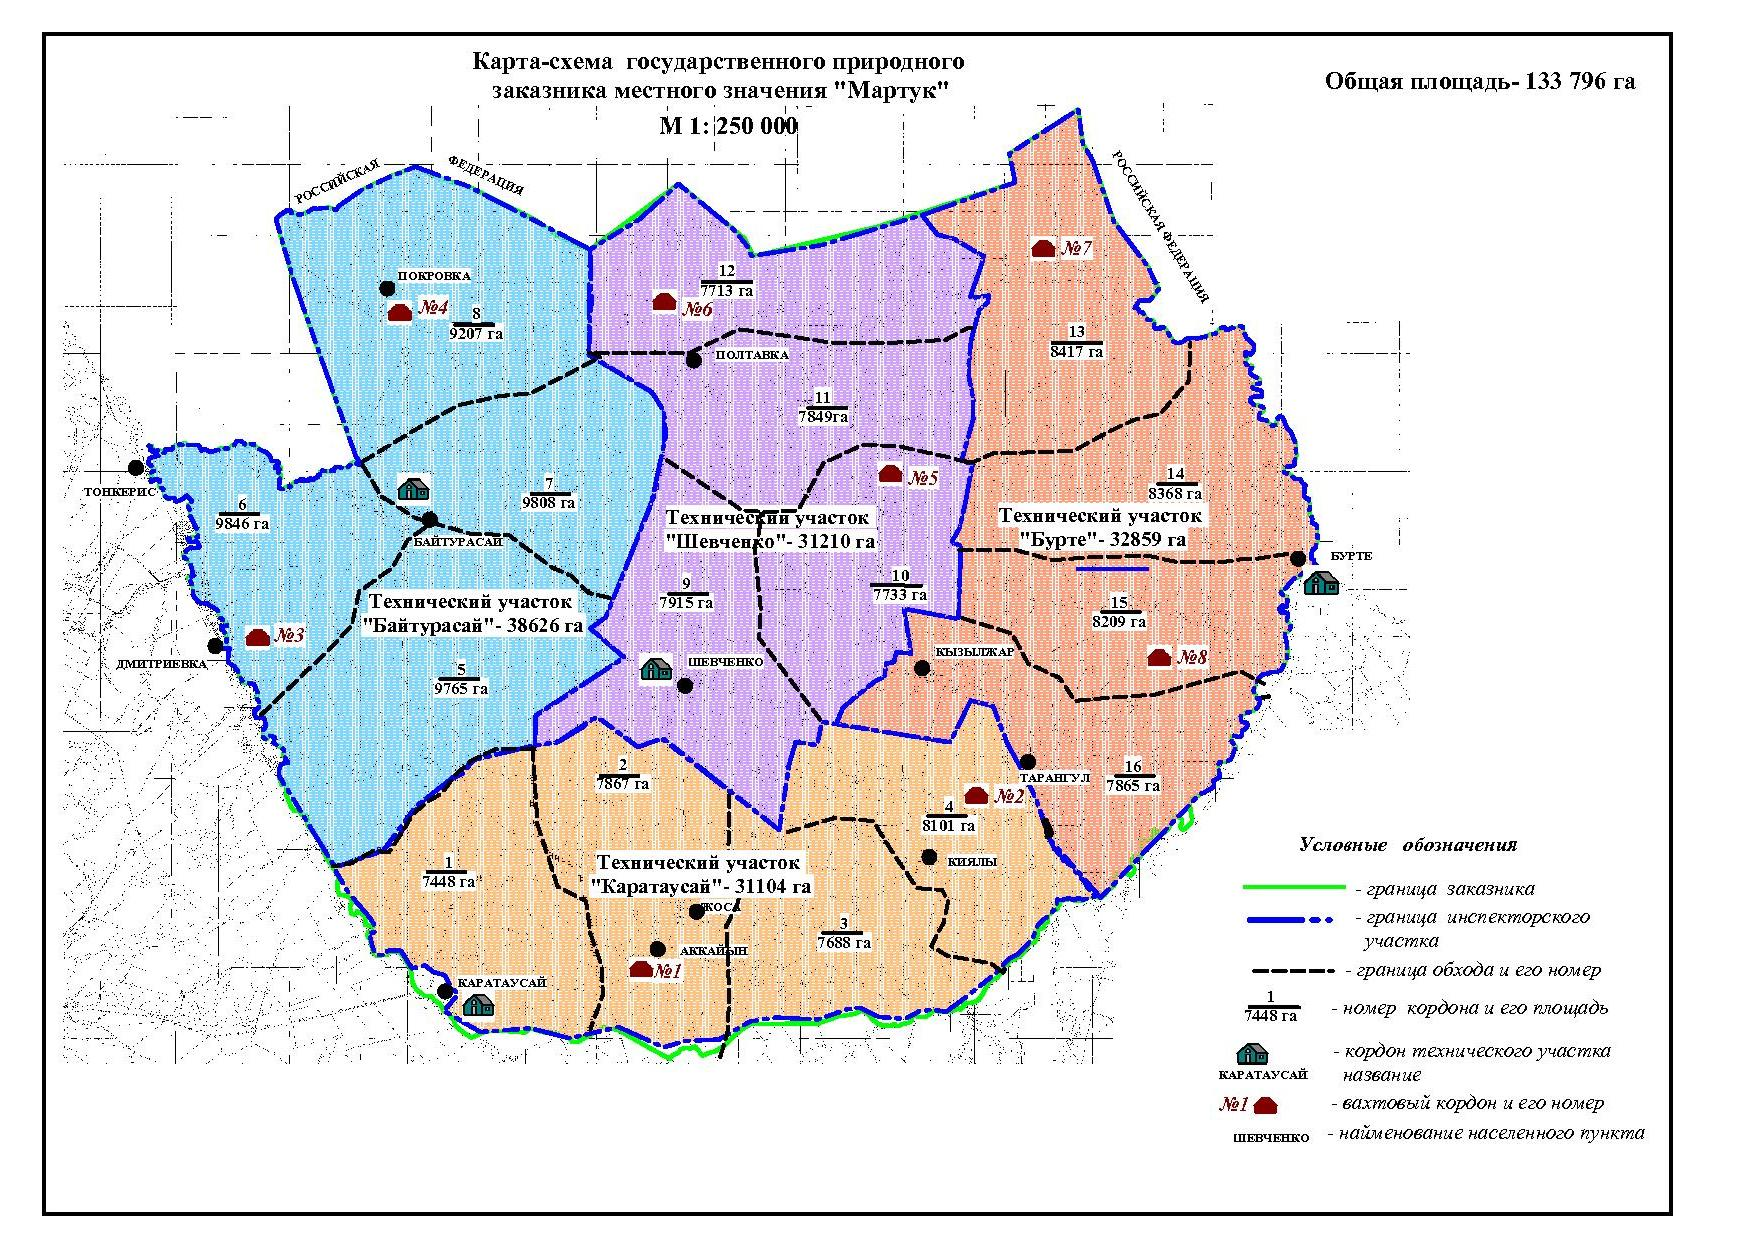 Карта-схема государственного природного
заказника местного значения "Мартук"
М 1: 250 000
Общая площадь- 133 796 га
РОССИЙСКАЯ ФЕДЕРАЦИЯ
РОССИЙСКАЯ ФЕДЕРАЦИЯ
ПОКРОВКА
№4
8
9207 га
12
7713 га
№6
ПОЛТАВКА
№7
13
8417 га
11
7849га
ТОНКЕРИС
6
9846 га
7
9808 га
БАЙТУРАСАЙ
№5
14
8368 га
Технический участок
"Шевченко"- 31210 га
Технический участок
"Бурте"- 32859 га
БУРТЕ
9
7915 га
10
7733 га
15
8209 га
Технический участок
"Байтурасай"- 38626 га
№3
ДМИТРИЕВКА
5
9765 га
ШЕВЧЕНКО
КЫЗЫЛЖАР
№8
2
7867 га
ТАРАНГУЛ
16
7865 га
№2
4
8101 га
КИЯЛЫ
1
7448 га
Технический участок
"Каратаусай"- 31104 га
ЖОСА
3
7688 га
АККАЙЫН
№1
КАРАТАУСАЙ
Условные обозначения
- граница заказника
- граница инспекторского
участка
- граница обхода и его номер
1
7448 га
- номер кордона и его площадь
- кордон технического участка
КАРАТАУСАЙ название
№1 - вахтовый кордон и его номер
ШЕВЧЕНКО - найменование населенного пункта